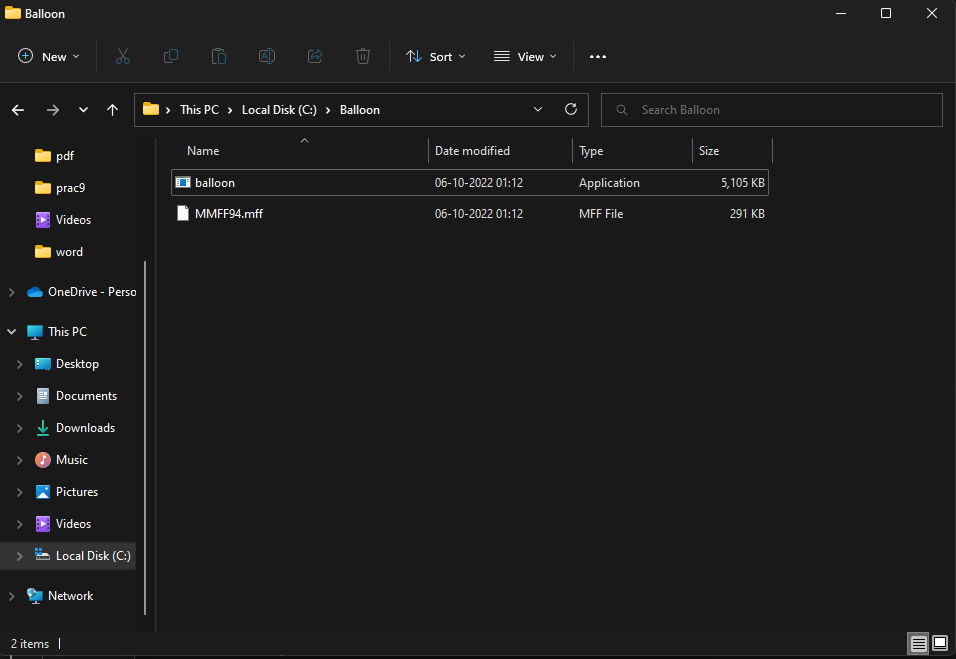 Balloon
New Sort View
This PC Local Disk (C:) Balloon Search Balloon
Name Date modified Type Size
balloon 06-10-2022 01:12 Application 5,105 KB
MMFF94.mff 06-10-2022 01:12 MFF File 291 KB
pdf
prac9
Videos
word
OneDrive - Perso
This PC
Desktop
Documents
Downloads
Music
Pictures
Videos
Local Disk (C:)
Network
2 items